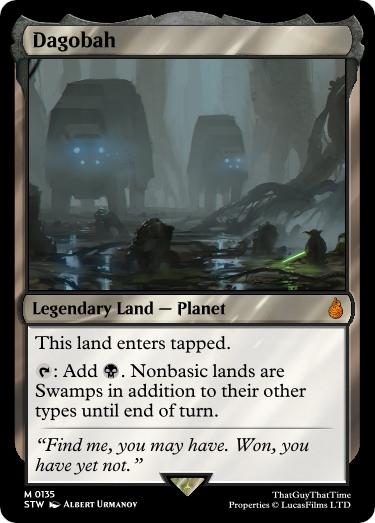 Dagobah
Legendary Land — Planet
This land enters tapped.
: Add . Nonbasic lands are
Swamps in addition to their other
types until end of turn.
“Find me, you may have. Won, you
have yet not.”
M 0135
ThatGuyThatTime
STW Albert Urmanov
Properties © LucasFilms LTD